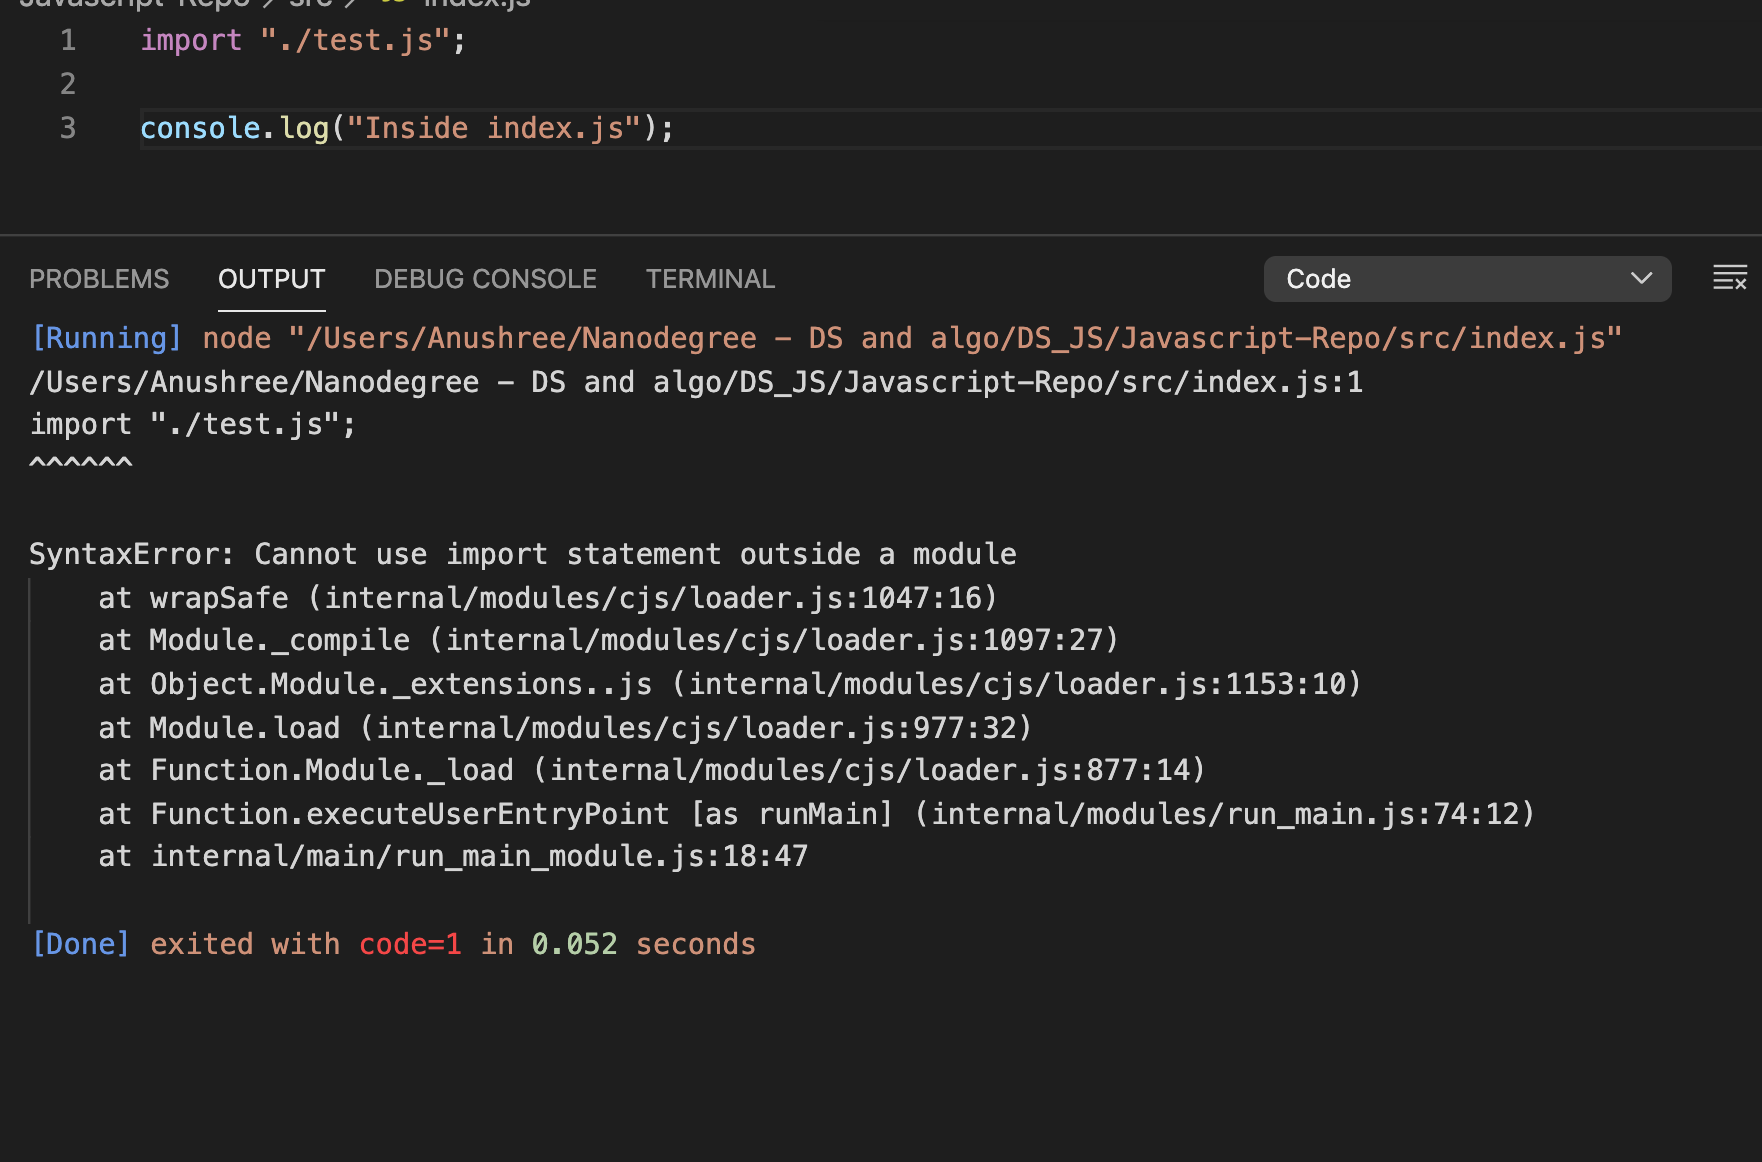 Javascript-Repo > src > index.js
1 import "./test.js";
2
3 console.log("Inside index.js");
PROBLEMS OUTPUT DEBUG CONSOLE TERMINAL Code
[Running] node "/Users/Anushree/Nanodegree - DS and algo/DS_JS/Javascript-Repo/src/index.js"
/Users/Anushree/Nanodegree - DS and algo/DS_JS/Javascript-Repo/src/index.js:1
import "./test.js";
^^^^^^
SyntaxError: Cannot use import statement outside a module
at wrapSafe (internal/modules/cjs/loader.js:1047:16)
at Module._compile (internal/modules/cjs/loader.js:1097:27)
at Object.Module._extensions..js (internal/modules/cjs/loader.js:1153:10)
at Module.load (internal/modules/cjs/loader.js:977:32)
at Function.Module._load (internal/modules/cjs/loader.js:877:14)
at Function.executeUserEntryPoint [as runMain] (internal/modules/run_main.js:74:12)
at internal/main/run_main_module.js:18:47
[Done] exited with code=1 in 0.052 seconds